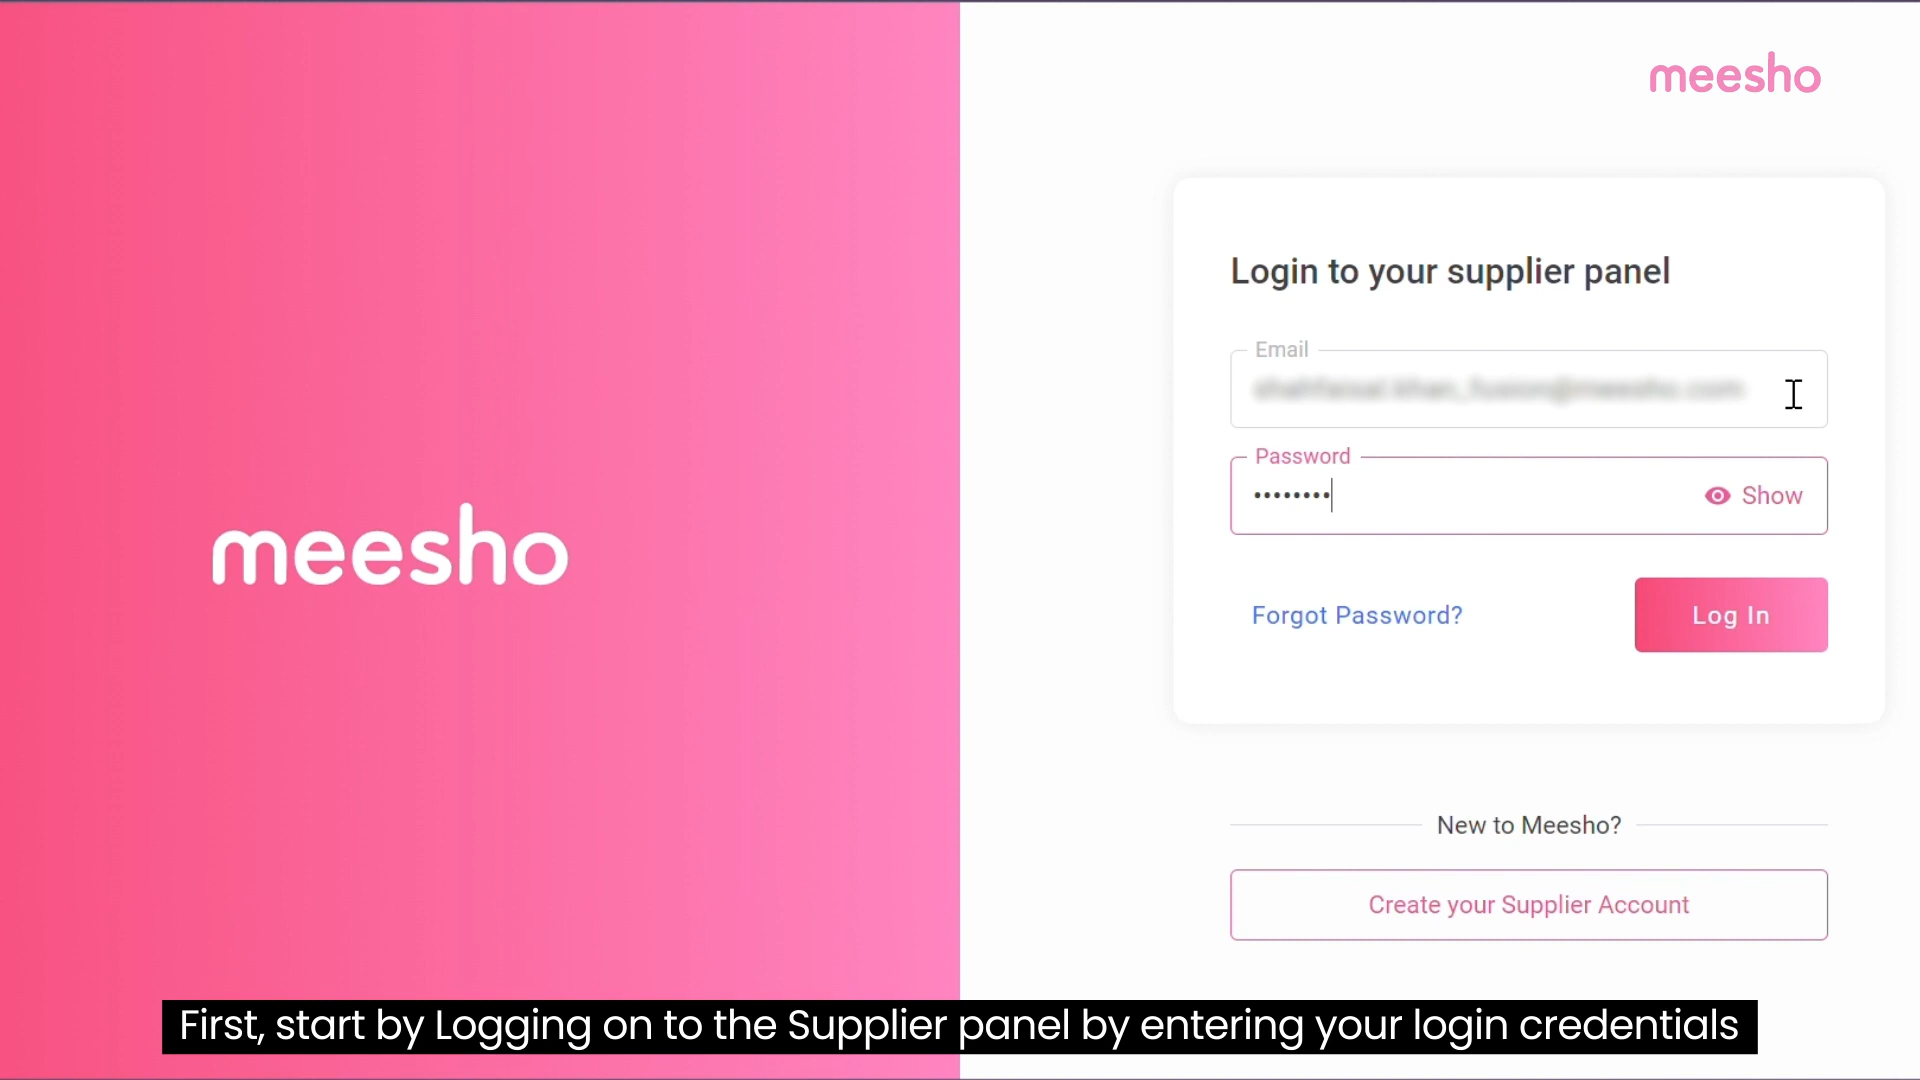 meesho
meesho
Login to your supplier panel
Email
Password
••••••••
Show
Forgot Password?
Log In
New to Meesho?
Create your Supplier Account
First, start by Logging on to the Supplier panel by entering your login credentials